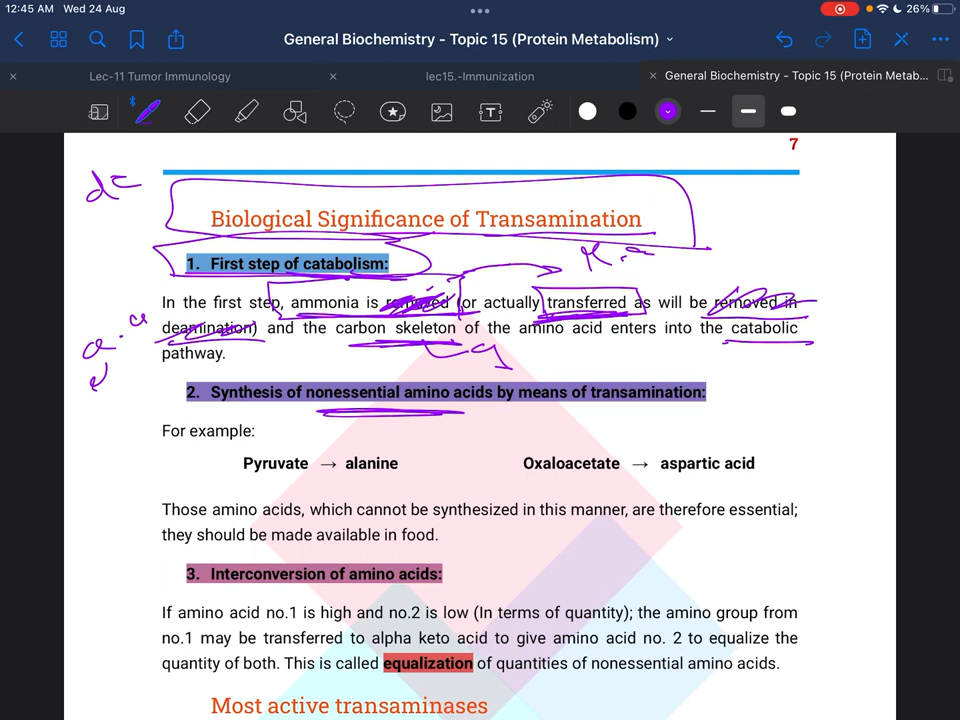 12:45 AM Wed 24 Aug
26%
General Biochemistry - Topic 15 (Protein Metabolism)
Lec-11 Tumor Immunology
lec15.-Immunization
General Biochemistry - Topic 15 (Protein Metab...
7
Biological Significance of Transamination
1. First step of catabolism:
In the first step, ammonia is removed (or actually transferred as will be removed in
deamination) and the carbon skeleton of the amino acid enters into the catabolic
pathway.
2. Synthesis of nonessential amino acids by means of transamination:
For example:
Pyruvate → alanine
Oxaloacetate → aspartic acid
Those amino acids, which cannot be synthesized in this manner, are therefore essential;
they should be made available in food.
3. Interconversion of amino acids:
If amino acid no.1 is high and no.2 is low (In terms of quantity); the amino group from
no.1 may be transferred to alpha keto acid to give amino acid no. 2 to equalize the
quantity of both. This is called equalization of quantities of nonessential amino acids.
Most active transaminases